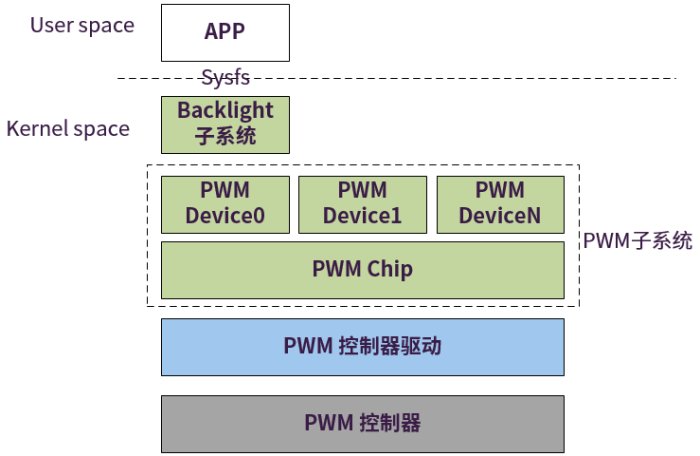 User space
APP
Sysfs
Kernel space
Backlight
子系统
PWM
Device0
PWM
Device1
PWM
DeviceN
PWM子系统
PWM Chip
PWM 控制器驱动
PWM 控制器